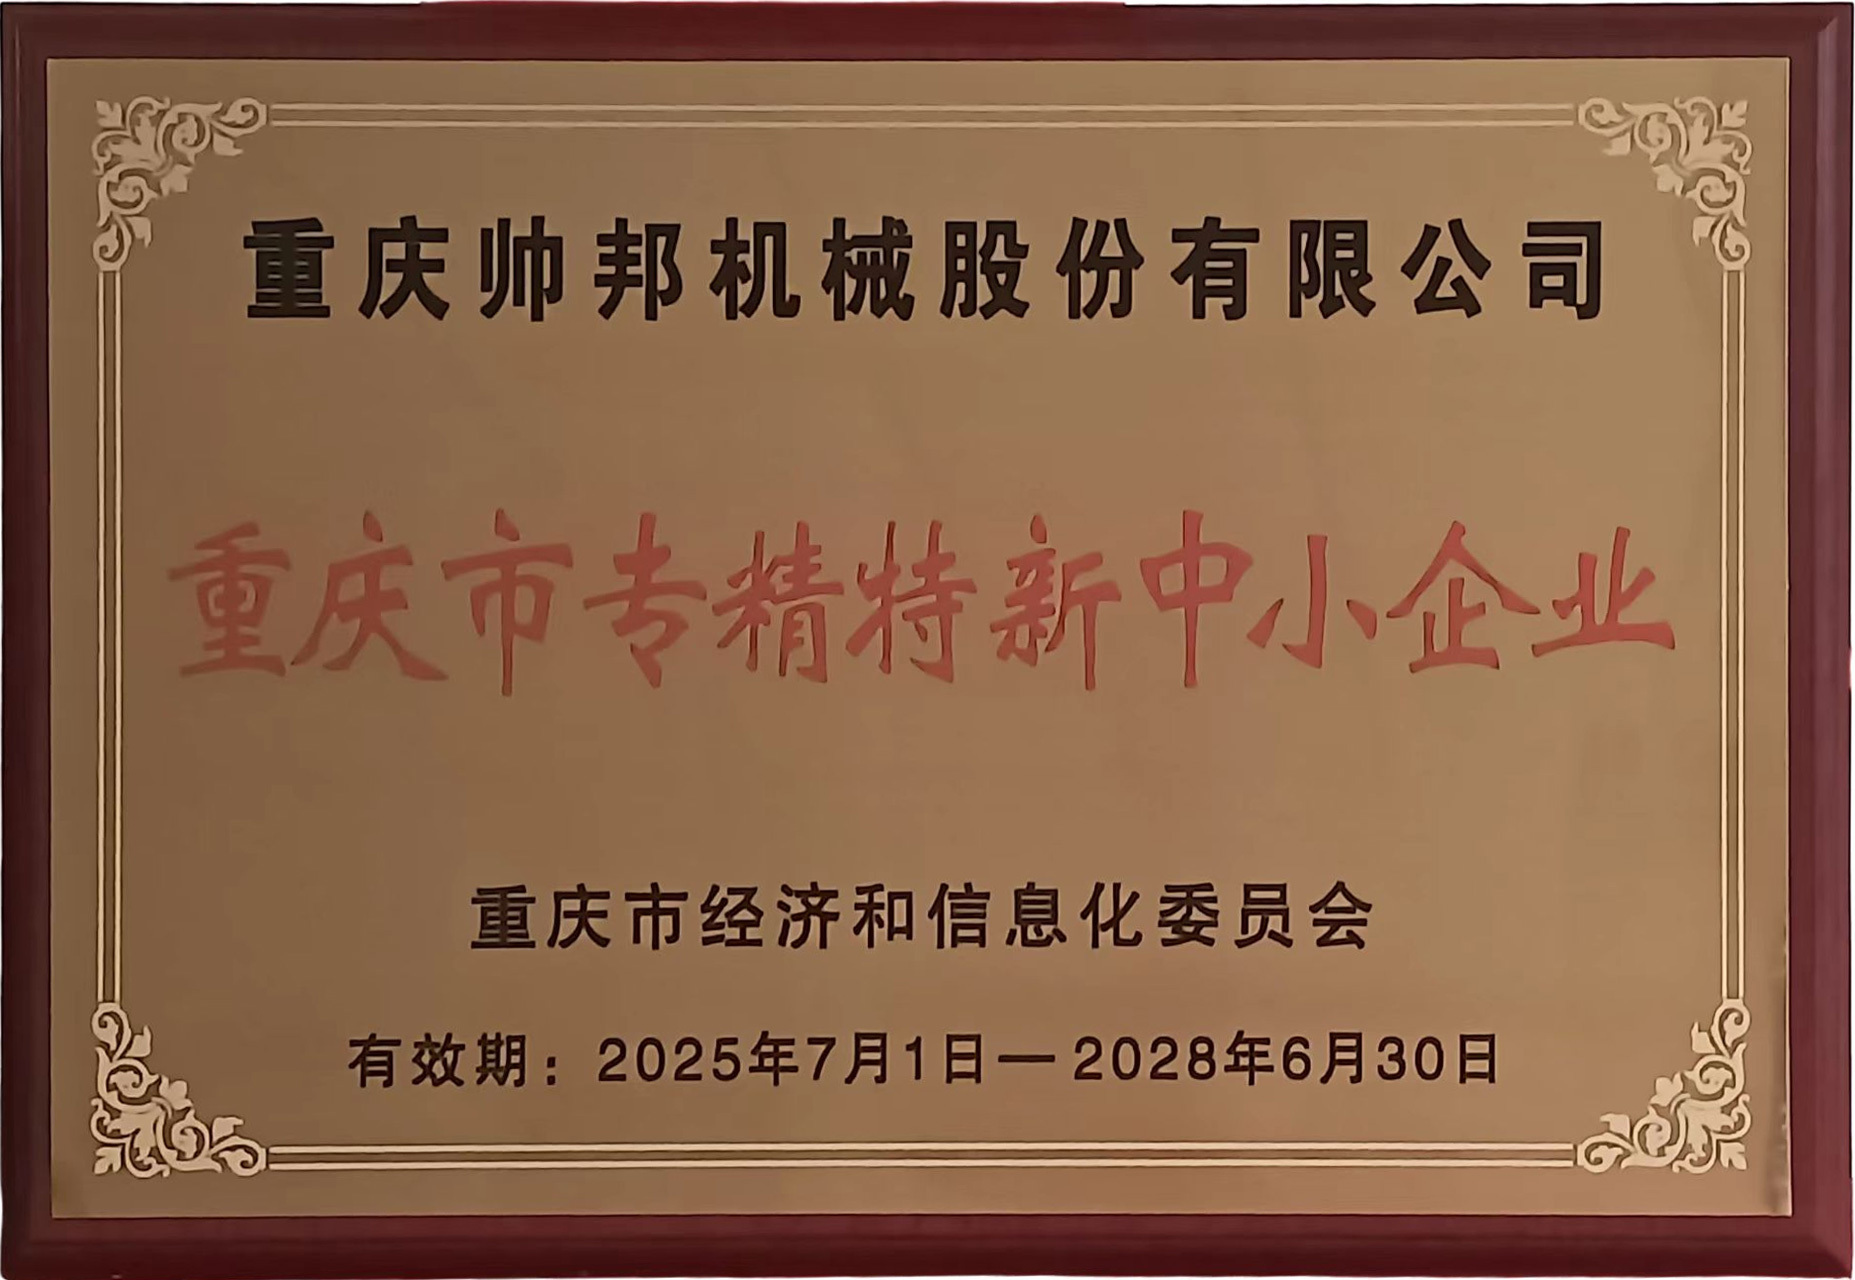 重庆帅邦机械股份有限公司
重庆市专精特新中小企业
重庆市经济和信息化委员会
有效期：2025年7月1日—2028年6月30日